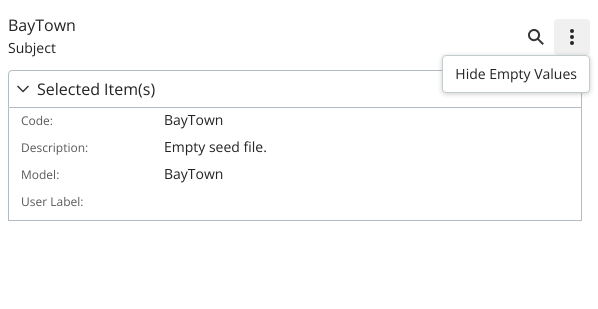 BayTown
Subject
Hide Empty Values
Selected Item(s)
Code: BayTown
Description: Empty seed file.
Model: BayTown
User Label: